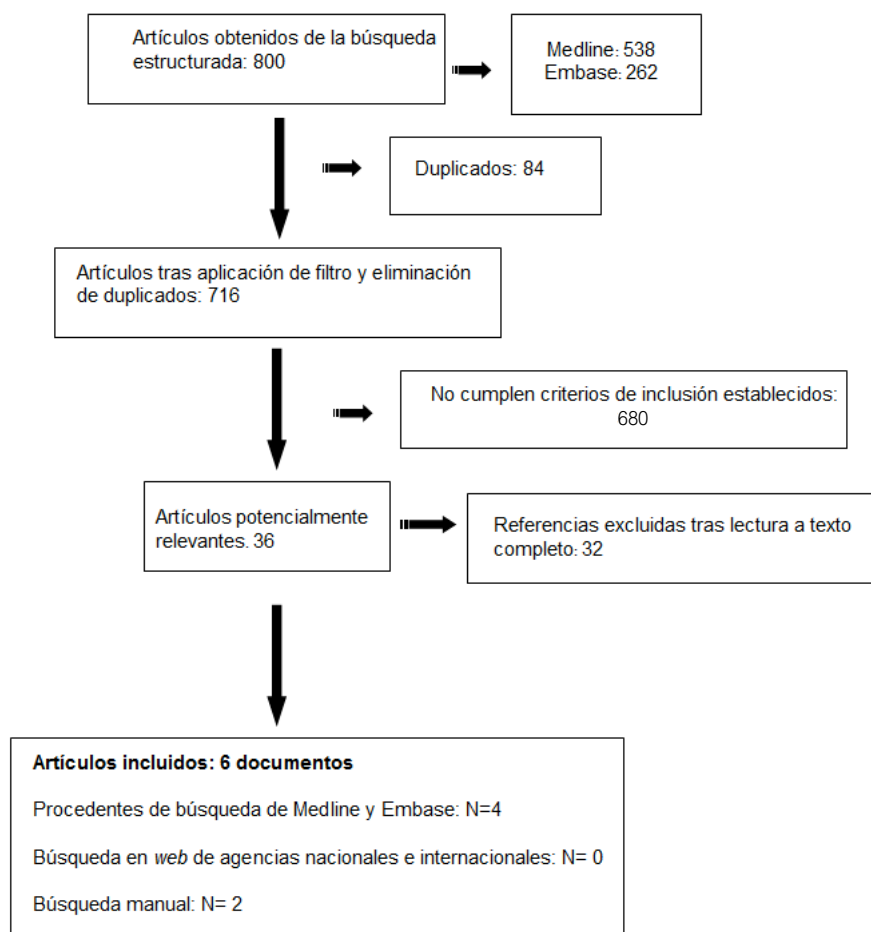 Artículos obtenidos de la búsqueda
estructurada: 800
Medline: 538
Embase: 262
Duplicados: 84
Artículos tras aplicación de filtro y eliminación
de duplicados: 716
No cumplen criterios de inclusión establecidos:
680
Artículos potencialmente
relevantes. 36
Referencias excluidas tras lectura a texto
completo: 32
Artículos incluidos: 6 documentos
Procedentes de búsqueda de Medline y Embase: N=4
Búsqueda en web de agencias nacionales e internacionales: N= 0
Búsqueda manual: N= 2